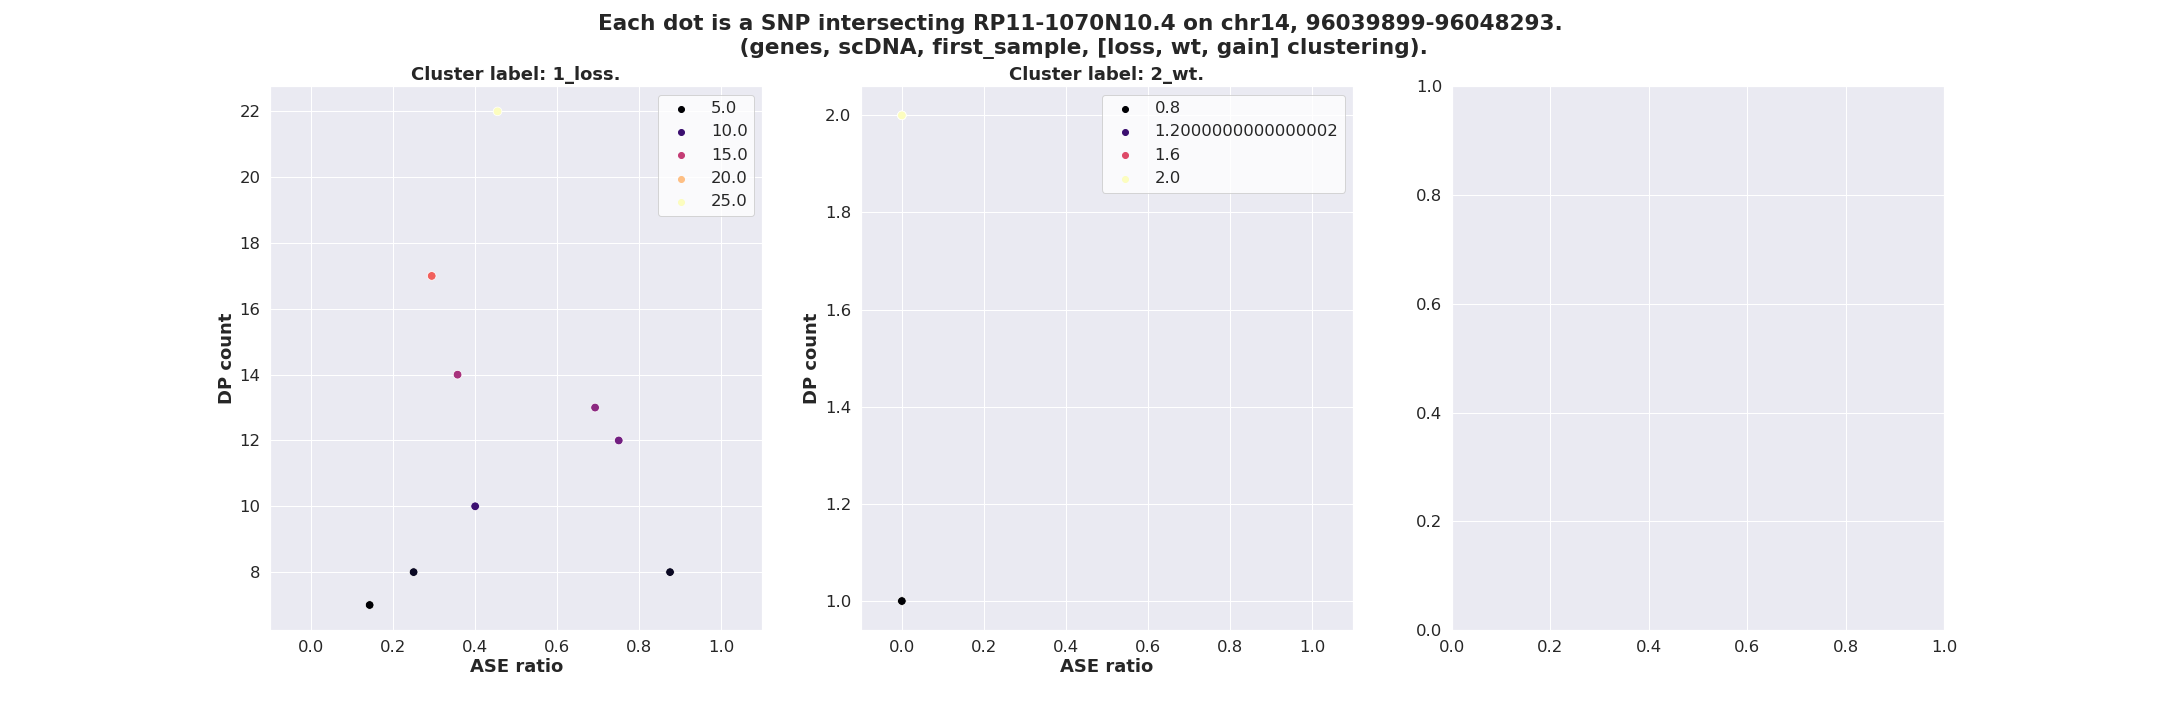 Each dot is a SNP intersecting RP11-1070N10.4 on chr14, 96039899-96048293.
(genes, scDNA, first_sample, [loss, wt, gain] clustering).
Cluster label: 1_loss.
22
20
18
16
14
12
10
8
DP count
5.0
10.0
15.0
20.0
25.0
0.0 0.2 0.4 0.6 0.8 1.0
ASE ratio
Cluster label: 2_wt.
2.0
1.8
1.6
1.4
1.2
1.0
DP count
0.8
1.2000000000000002
1.6
2.0
0.0 0.2 0.4 0.6 0.8 1.0
ASE ratio
1.0
0.8
0.6
0.4
0.2
0.0
0.0 0.2 0.4 0.6 0.8 1.0